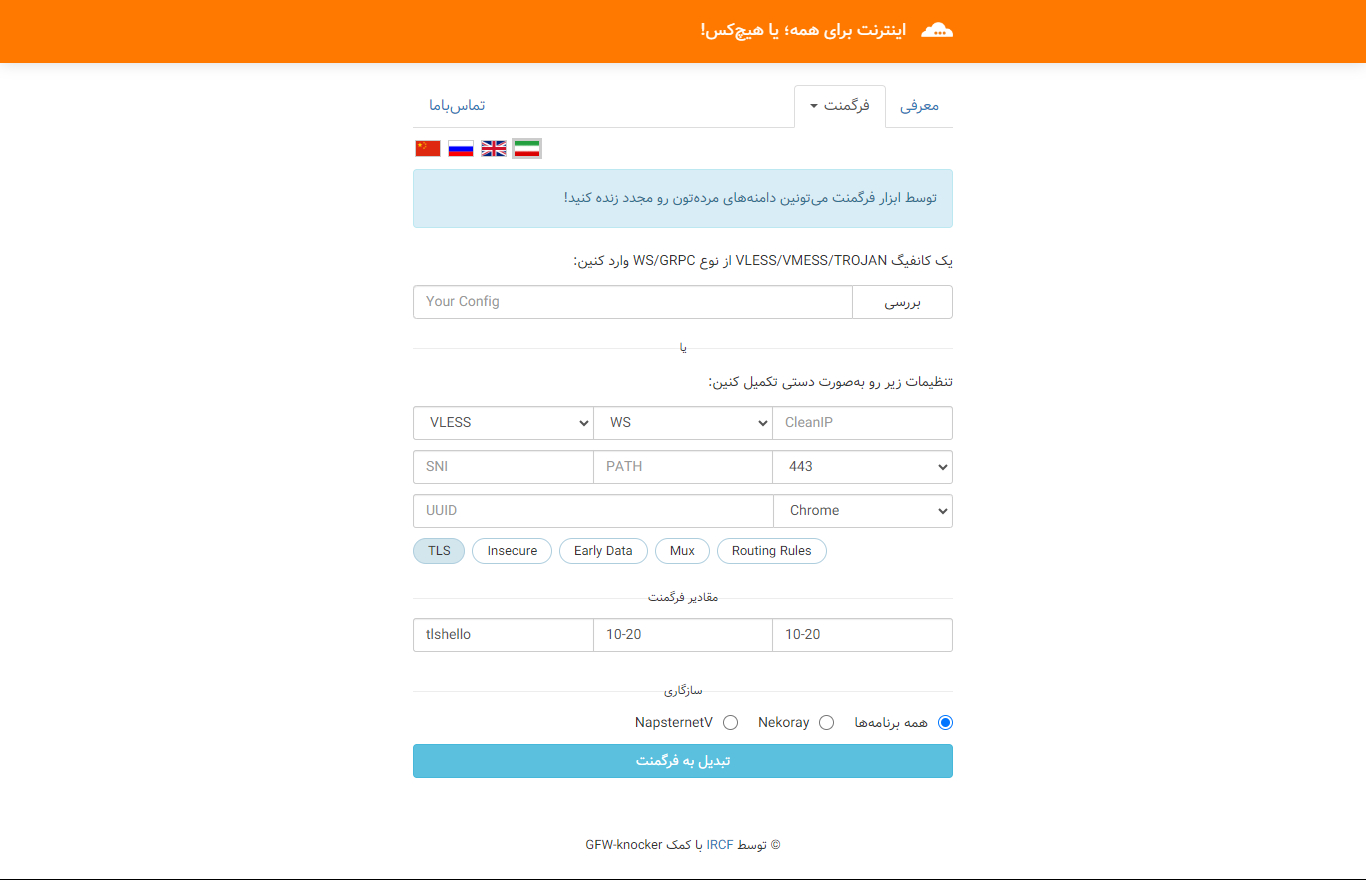 اینترنت برای همه؛ یا هیچ‌کس!
معرفی
فرگمنت
تماس‌باما
توسط ابزار فرگمنت می‌تونین دامنه‌های مرده‌تون رو مجدد زنده کنید!
یک کانفیگ VLESS/VMESS/TROJAN از نوع WS/GRPC وارد کنین:
Your Config بررسی
یا
تنظیمات زیر رو به‌صورت دستی تکمیل کنین:
VLESS WS CleanIP
SNI PATH 443
UUID Chrome
TLS Insecure Early Data Mux Routing Rules
مقادیر فرگمنت
tlshello 10-20 10-20
سازگاری
همه برنامه‌ها Nekoray NapsternetV
تبدیل به فرگمنت
© توسط IRCF با کمک GFW-knocker